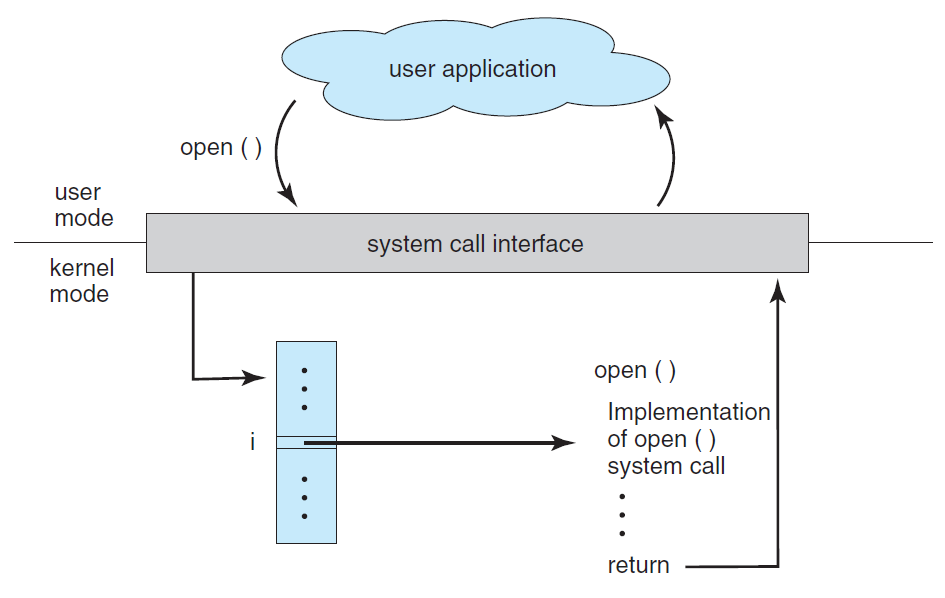 user application
open ( )
user
mode
system call interface
kernel
mode
open ( )
Implementation
of open ( )
system call
i
return